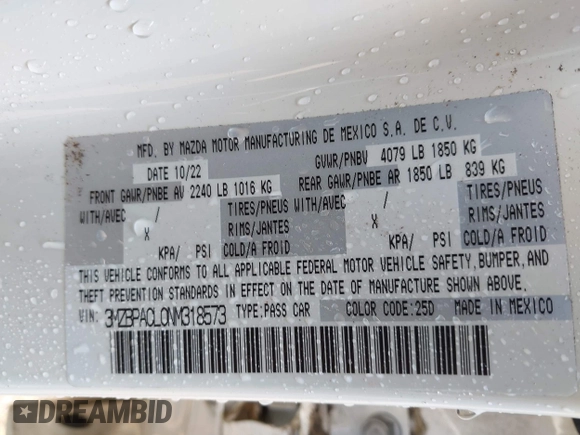 MFD. BY MAZDA MOTOR MANUFACTURING DE MEXICO S.A. DE C.V.
DATE 10/22 GVWR/PNBV 4079 LB 1850 KG
FRONT GAWR/PNBE AV 2240 LB 1016 KG REAR GAWR/PNBE AR 1850 LB 839 KG
WITH/AVEC / TIRES/PNEUS WITH/AVEC / TIRES/PNEUS
X RIMS/JANTES X RIMS/JANTES
KPA/ PSI COLD/A FROID KPA/ PSI COLD/A FROID
THIS VEHICLE CONFORMS TO ALL APPLICABLE FEDERAL MOTOR VEHICLE SAFETY, BUMPER, AND
THEFT PREVENTION STANDARDS IN EFFECT ON THE DATE OF MANUFACTURE SHOWN ABOVE.
VIN: 3MZBPACL0NM318573 TYPE:PASS CAR COLOR CODE:25D MADE IN MEXICO
DREAMBID